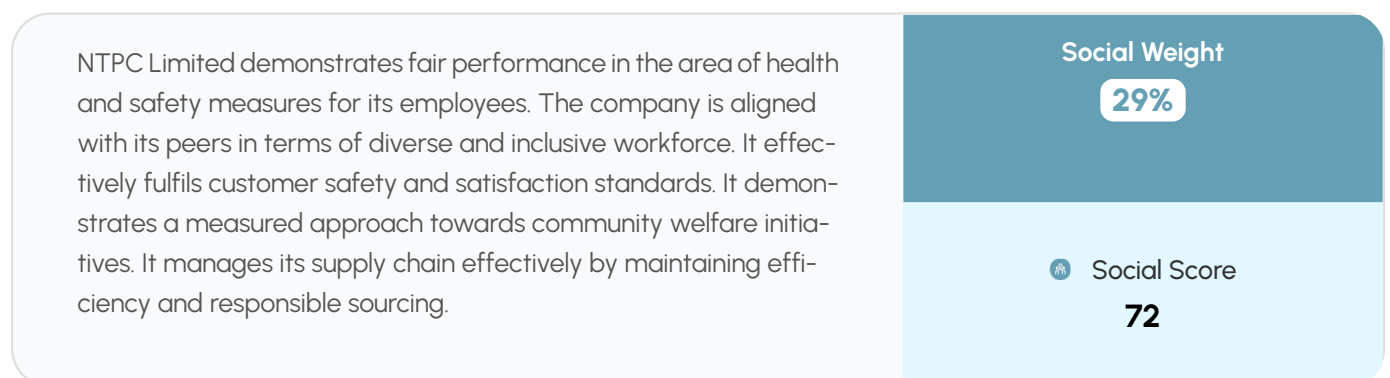 NTPC Limited demonstrates fair performance in the area of health
and safety measures for its employees. The company is aligned
with its peers in terms of diverse and inclusive workforce. It effec-
tively fulfils customer safety and satisfaction standards. It demon-
strates a measured approach towards community welfare initia-
tives. It manages its supply chain effectively by maintaining effi-
ciency and responsible sourcing.
Social Weight
29%
Social Score
72